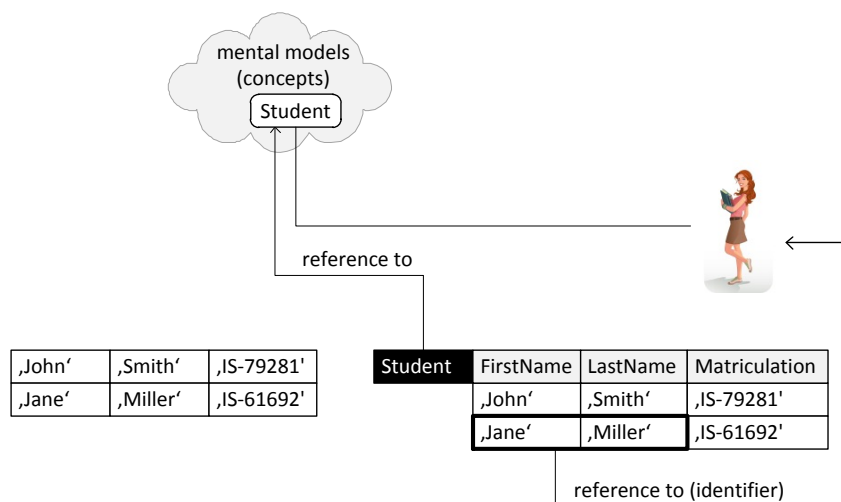 mental models
(concepts)
Student
reference to
‚John‘ ‚Smith‘ ‚IS-79281'
‚Jane‘ ‚Miller‘ ‚IS-61692'
Student FirstName LastName Matriculation
‚John‘ ‚Smith‘ ‚IS-79281'
‚Jane‘ ‚Miller‘ ‚IS-61692'
reference to (identifier)